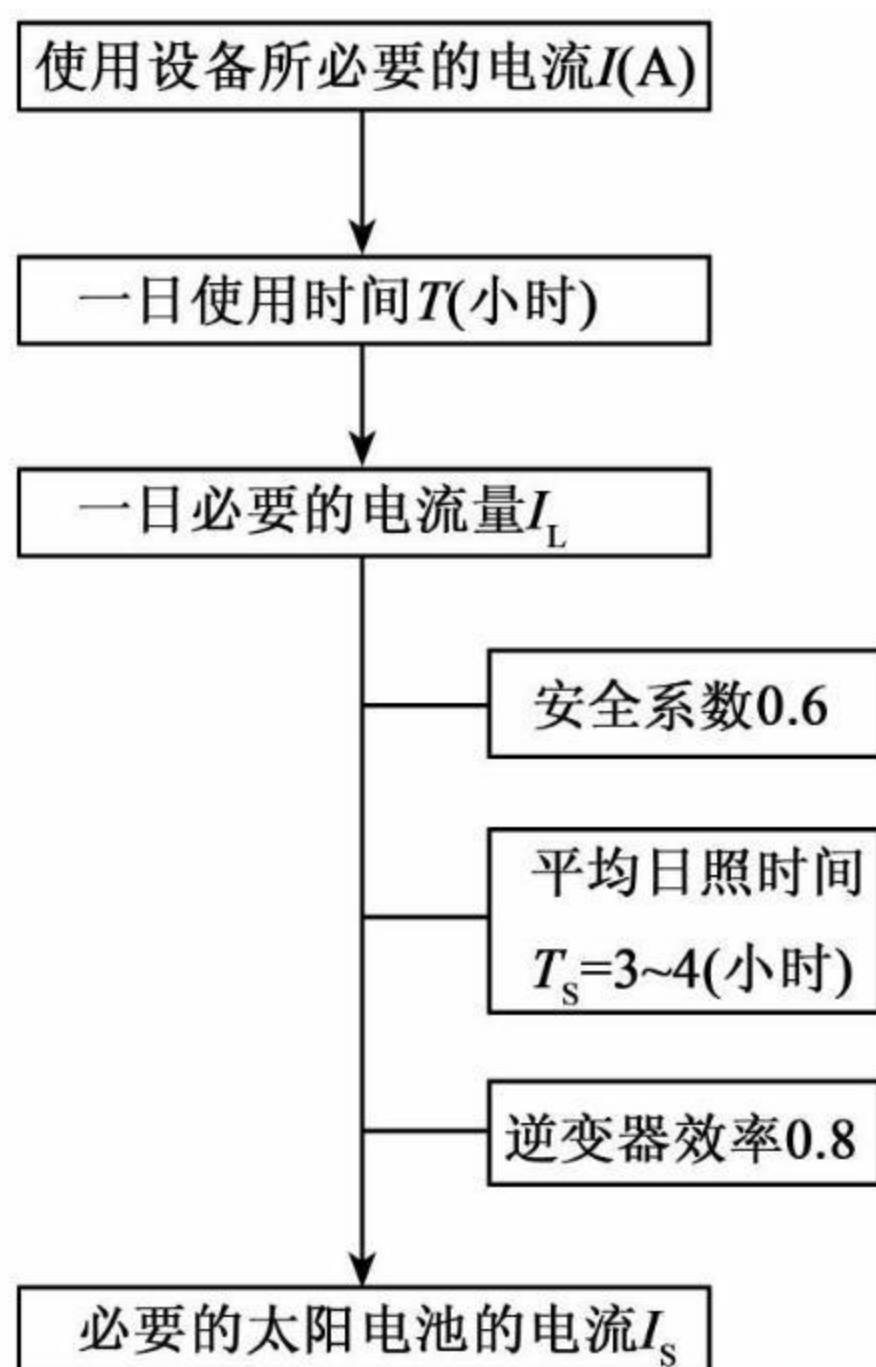 使用设备所必要的电流I(A)
一日使用时间T(小时)
一日必要的电流量I_L
安全系数0.6
平均日照时间
T_S=3~4(小时)
逆变器效率0.8
必要的太阳电池的电流I_S